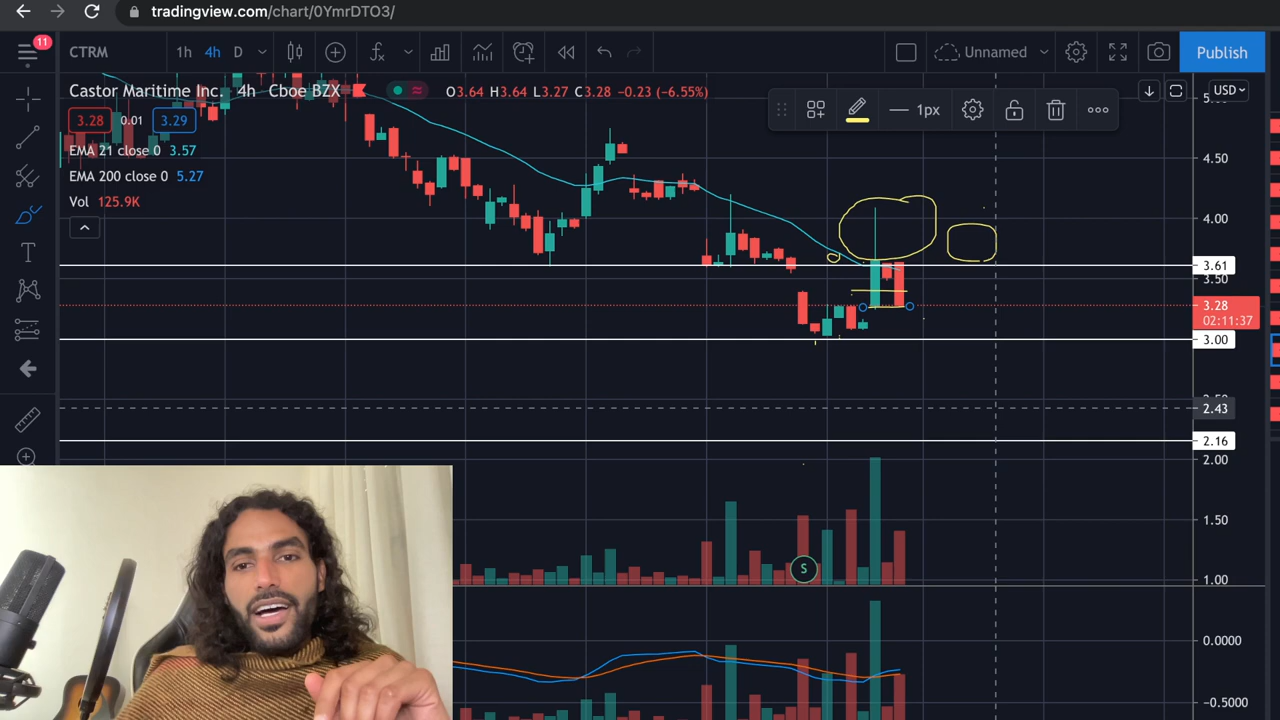 tradingview.com/chart/0YmrDTO3/
11
CTRM
1h 4h D
Unnamed
Publish
Castor Maritime Inc. 4h Cboe BZX O3.64 H3.64 L3.27 C3.28 −0.23 (−6.55%)
3.28 0.01 3.29
EMA 21 close 0 3.57
EMA 200 close 0 5.27
Vol 125.9K
1px
USD
4.50
4.00
3.61
3.50
3.28
02:11:37
3.00
2.43
2.16
2.00
1.50
1.00
0.0000
−0.5000
S